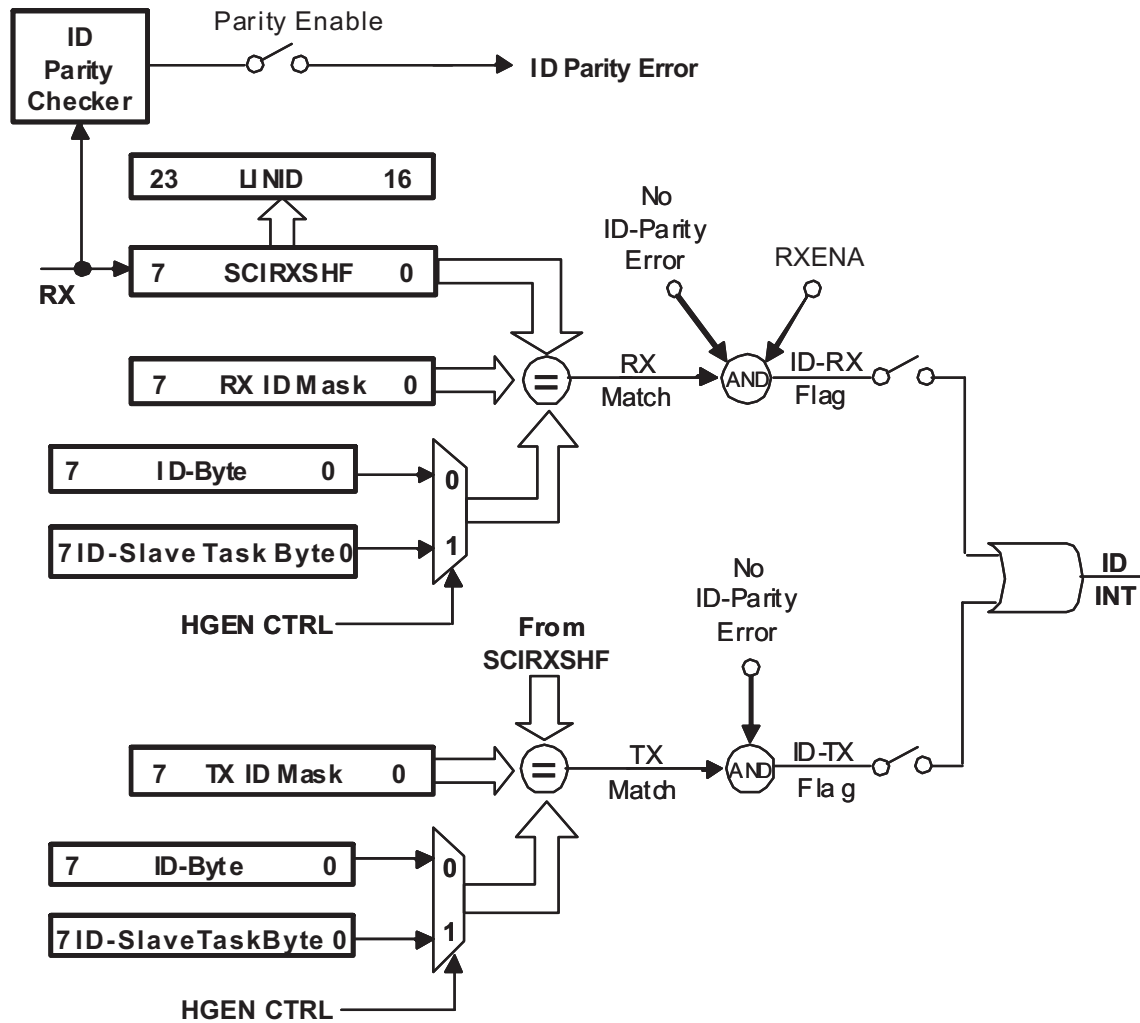 Parity Enable
ID
Parity
Checker
ID Parity Error
23 LINID 16
No
ID-Parity
Error
RXENA
7 SCIRXSHF 0
RX
7 RX ID Mask 0
=
RX
Match
AND
ID-RX
Flag
7 ID-Byte 0
0
7 ID-Slave Task Byte 0
1
HGEN CTRL
ID
INT
From
SCIRXSHF
No
ID-Parity
Error
7 TX ID Mask 0
=
TX
Match
AND
ID-TX
Flag
7 ID-Byte 0
0
7 ID-Slave Task Byte 0
1
HGEN CTRL